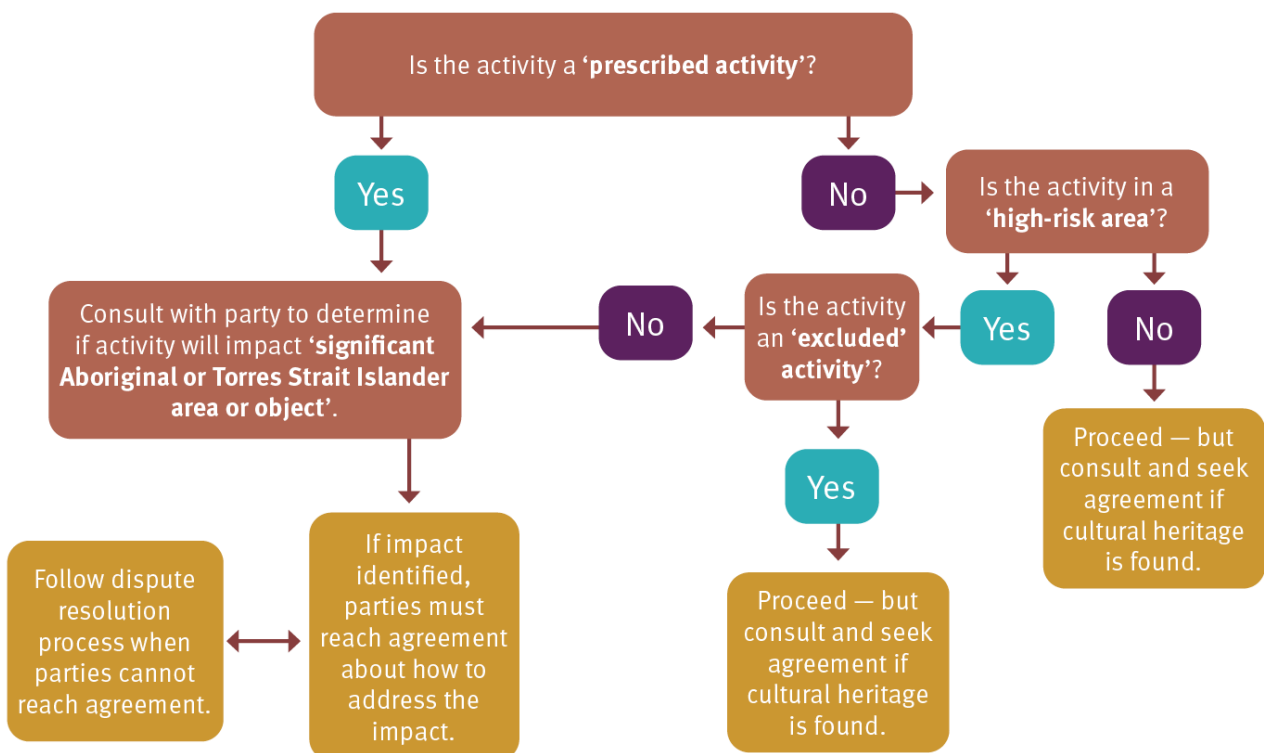 Is the activity a ‘prescribed activity’?
Yes
No
Is the activity in a
‘high-risk area’?
Consult with party to determine
if activity will impact ‘significant
Aboriginal or Torres Strait Islander
area or object’.
No
Is the activity
an ‘excluded’
activity’?
Yes
No
Yes
Proceed — but
consult and seek
agreement if
cultural heritage
is found.
Follow dispute
resolution
process when
parties cannot
reach agreement.
If impact
identified,
parties must
reach agreement
about how to
address the
impact.
Proceed — but
consult and seek
agreement if
cultural heritage
is found.